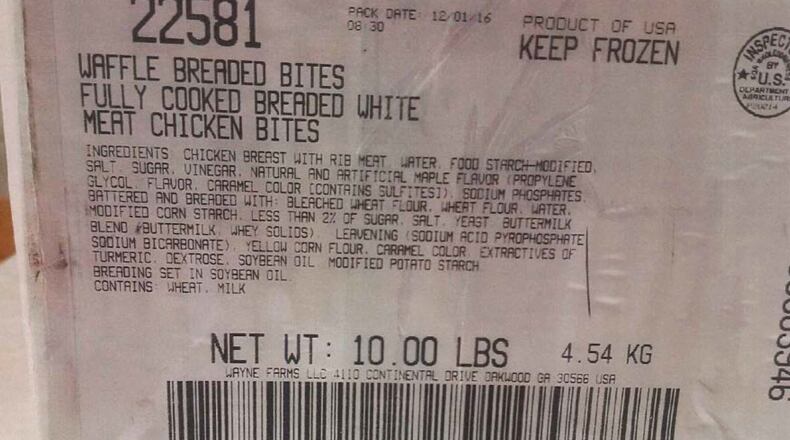 22581
PACK DATE: 12/01/16
08:30
PRODUCT OF USA
KEEP FROZEN
INSPECTED
BY
U.S.
DEPARTMENT
AGRICULTURE
WAFFLE BREADED BITES
FULLY COOKED BREADED WHITE
MEAT CHICKEN BITES
INGREDIENTS: CHICKEN BREAST WITH RIB MEAT, WATER, FOOD STARCH-MODIFIED,
SALT, SUGAR, VINEGAR, NATURAL AND ARTIFICIAL MAPLE FLAVOR (PROPYLENE
GLYCOL, FLAVOR, CARAMEL COLOR [CONTAINS SULFITES]), SODIUM PHOSPHATES.
BATTERED AND BREADED WITH: BLEACHED WHEAT FLOUR, WHEAT FLOUR, WATER,
MODIFIED CORN STARCH, LESS THAN 2% OF SUGAR, SALT, YEAST, BUTTERMILK
BLEND (BUTTERMILK, WHEY SOLIDS), LEAVENING (SODIUM ACID PYROPHOSPHATE,
SODIUM BICARBONATE), YELLOW CORN FLOUR, CARAMEL COLOR, EXTRACTIVES OF
TURMERIC, DEXTROSE, SOYBEAN OIL, MODIFIED POTATO STARCH.
BREADING SET IN SOYBEAN OIL.
CONTAINS: WHEAT, MILK
NET WT: 10.00 LBS 4.54 KG
WAYNE FARMS LLC 4110 CONTINENTAL DRIVE OAKWOOD GA 30566 USA